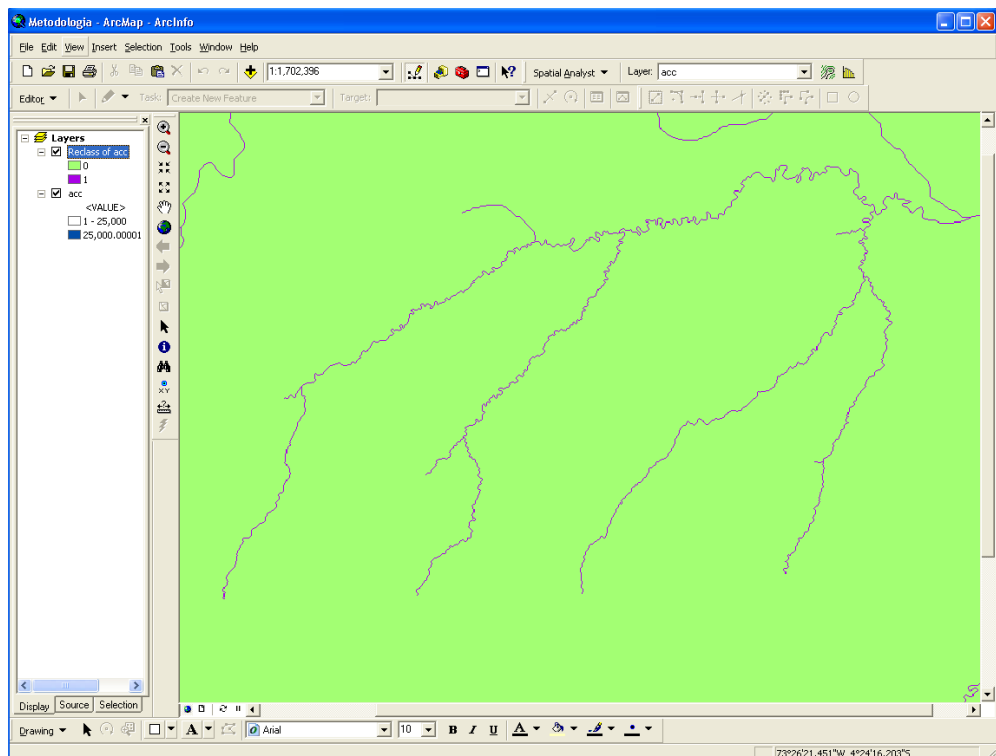 Metodologia - ArcMap - ArcInfo
File Edit View Insert Selection Tools Window Help
1:1,702,396 Spatial Analyst Layer: acc
Editor Task: Create New Feature Target:
Layers
Reclass of acc
0
1
acc
<VALUE>
1 - 25,000
25,000.00001
XY
Display Source Selection
Drawing A Arial 10 B I U A
73°26'21.451"W 4°24'16.203"S